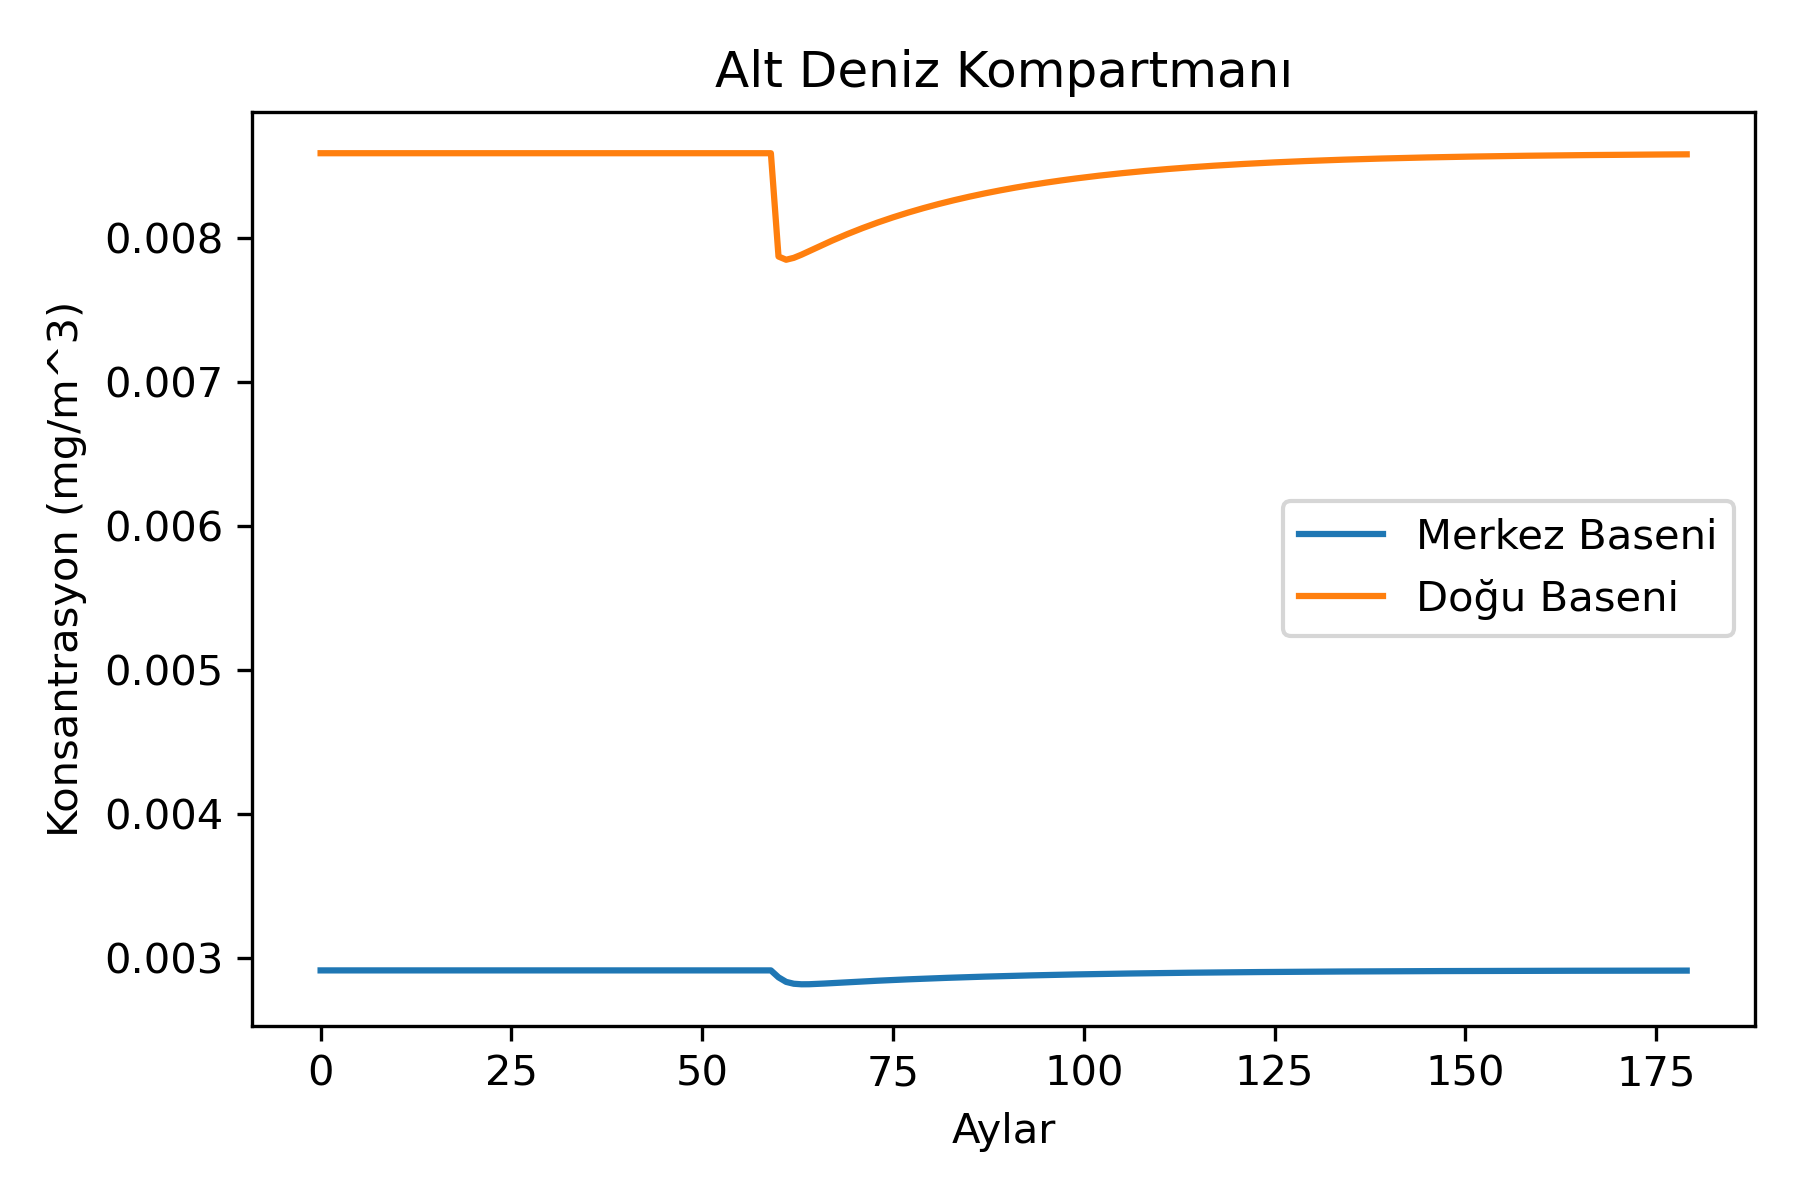 Alt Deniz Kompartmanı
Konsantrasyon (mg/m^3)
0.008
0.007
0.006
0.005
0.004
0.003
Merkez Baseni
Doğu Baseni
0 25 50 75 100 125 150 175
Aylar